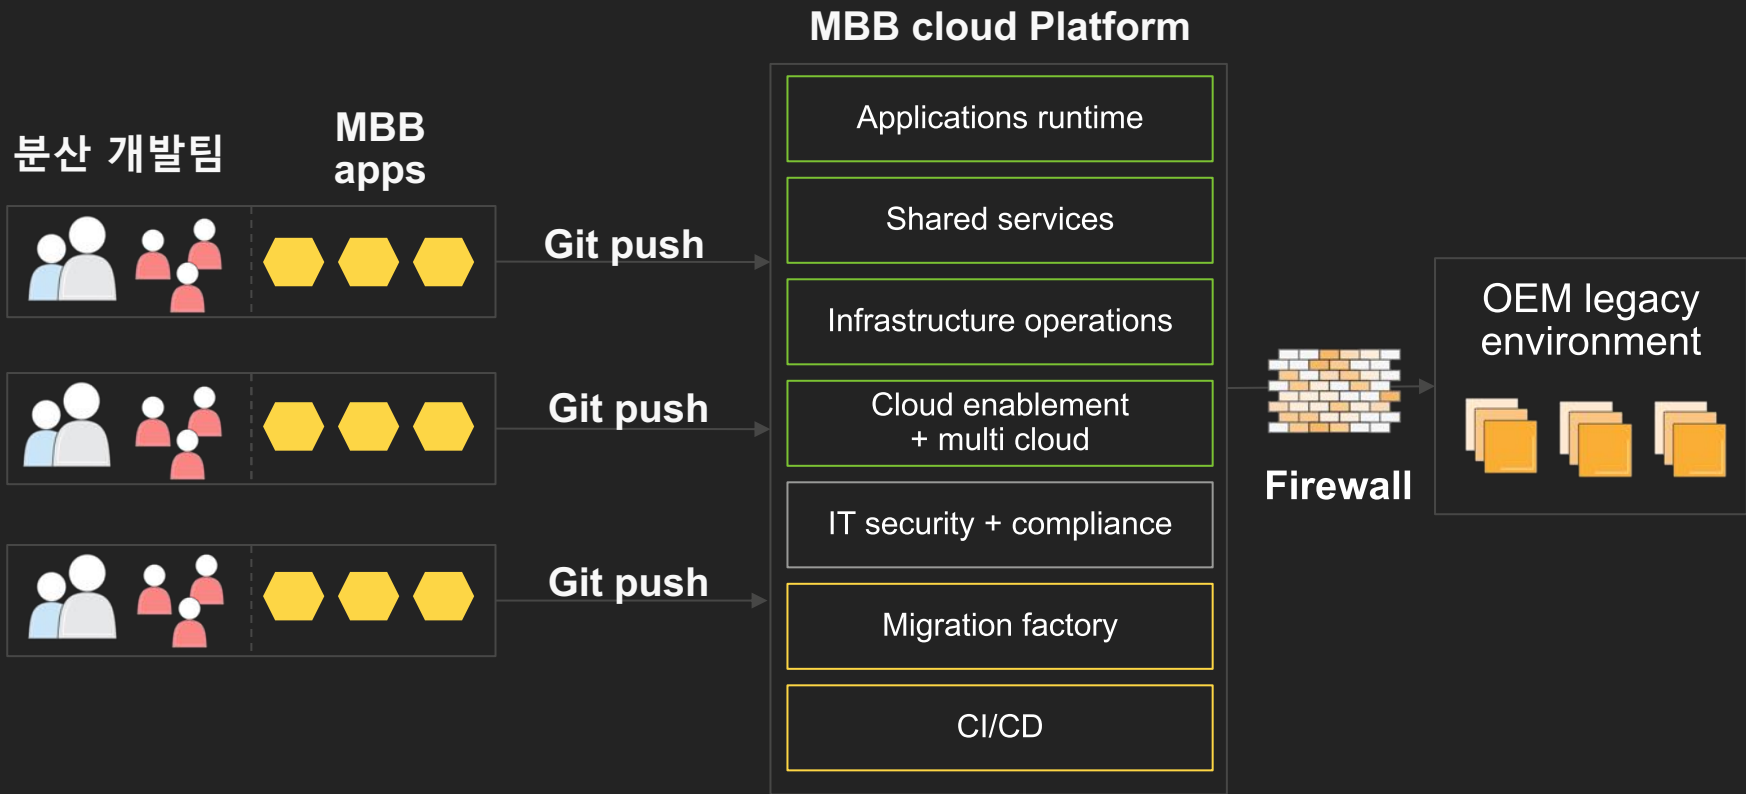 MBB cloud Platform
분산 개발팀
MBB
apps
Git push
Git push
Git push
Applications runtime
Shared services
Infrastructure operations
Cloud enablement
+ multi cloud
IT security + compliance
Migration factory
CI/CD
Firewall
OEM legacy
environment